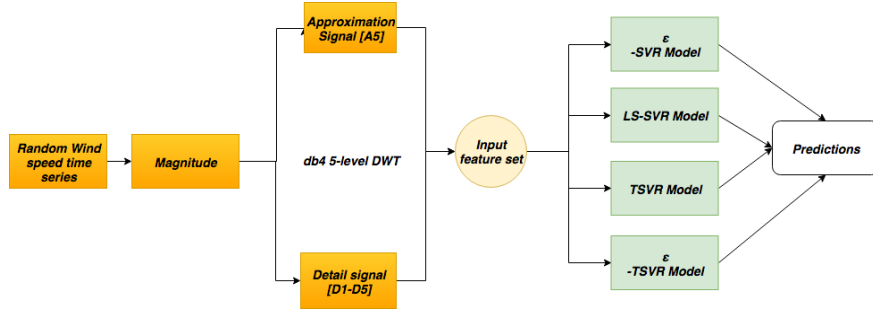 Random Wind
speed time
series
Magnitude
Approximation
Signal [A5]
db4 5-level DWT
Detail signal
[D1-D5]
Input
feature set
ε
-SVR Model
LS-SVR Model
TSVR Model
ε
-TSVR Model
Predictions